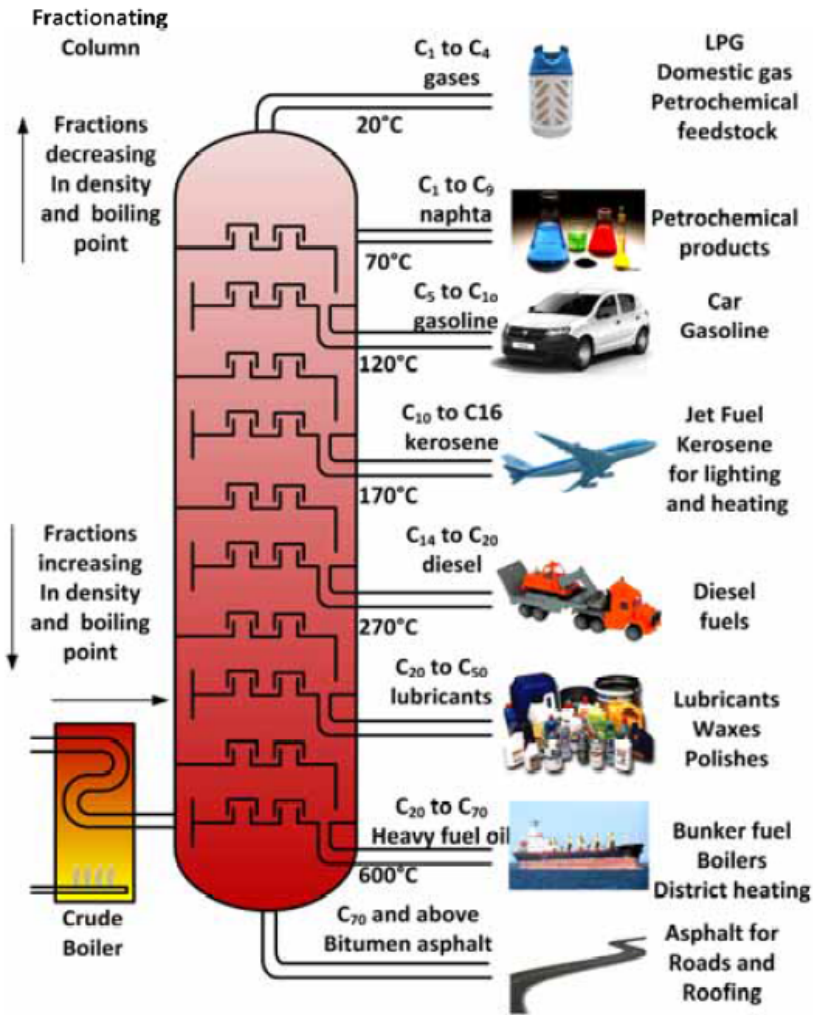 Fractionating
Column
Fractions
decreasing
In density
and boiling
point
C₁ to C₄
gases
20°C
LPG
Domestic gas
Petrochemical
feedstock
C₁ to C₉
naphta
70°C
Petrochemical
products
C₅ to C₁₀
gasoline
120°C
Car
Gasoline
C₁₀ to C16
kerosene
170°C
Jet Fuel
Kerosene
for lighting
and heating
Fractions
increasing
In density
and boiling
point
C₁₄ to C₂₀
diesel
270°C
Diesel
fuels
C₂₀ to C₅₀
lubricants
Lubricants
Waxes
Polishes
C₂₀ to C₇₀
Heavy fuel oil
600°C
Bunker fuel
Boilers
District heating
Crude
Boiler
C₇₀ and above
Bitumen asphalt
Asphalt for
Roads and
Roofing